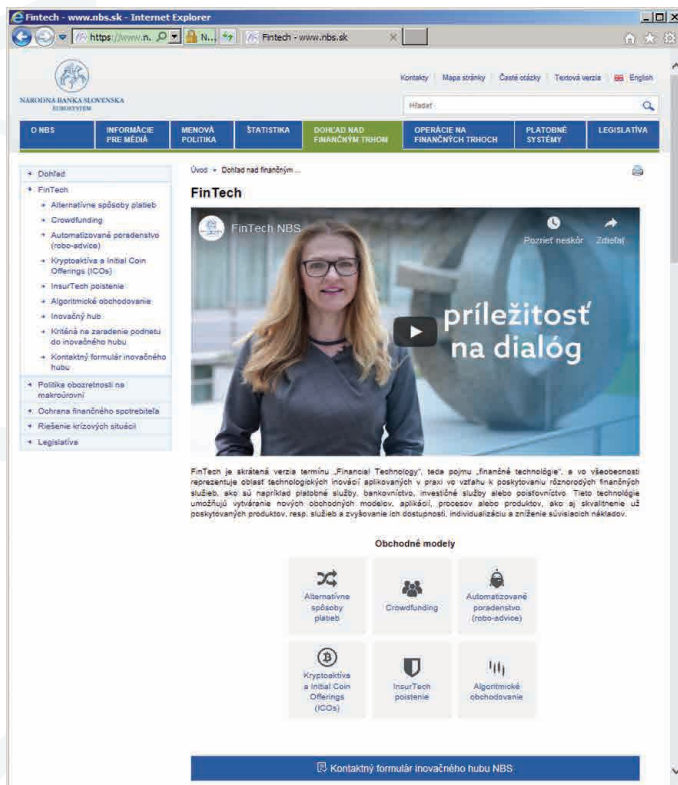 Fintech - www.nbs.sk - Internet Explorer
https://www.n.
N...
Fintech - www.nbs.sk
Kontakty Mapa stránky Časté otázky Textová verzia English
NÁRODNÁ BANKA SLOVENSKA
EUROSYSTÉM
Hľadať
O NBS
INFORMÁCIE PRE MÉDIÁ
MENOVÁ POLITIKA
ŠTATISTIKA
DOHĽAD NAD FINANČNÝM TRHOM
OPERÁCIE NA FINANČNÝCH TRHOCH
PLATOBNÉ SYSTÉMY
LEGISLATÍVA
Dohľad
FinTech
Alternatívne spôsoby platieb
Crowdfunding
Automatizované poradenstvo
(robo-advice)
Kryptoaktíva a Initial Coin
Offerings (ICOs)
InsurTech poistenie
Algoritmické obchodovanie
Inovačný hub
Kritériá na zaradenie podnetu
do inovačného hubu
Kontaktný formulár inovačného
hubu
Politika obozretnosti na
makroúrovni
Ochrana finančného spotrebiteľa
Riešenie krízových situácií
Legislatíva
Úvod Dohľad nad finančným ...
FinTech
FinTech NBS
Pozrieť neskôr
Zdieľať
príležitosť
na dialóg
FinTech je skrátená verzia termínu „Financial Technology“, teda pojmu „finančné technológie“, a vo všeobecnosti
reprezentuje oblasť technologických inovácií aplikovaných v praxi vo vzťahu k poskytovaniu rôznorodých finančných
služieb, ako sú napríklad platobné služby, bankovníctvo, investičné služby alebo poisťovníctvo. Tieto technológie
umožňujú vytváranie nových obchodných modelov, aplikácií, procesov alebo produktov, ako aj skvalitnenie už
poskytovaných produktov, resp. služieb a zvyšovanie ich dostupnosti, individualizáciu a zníženie súvisiacich nákladov.
Obchodné modely
Alternatívne
spôsoby
platieb
Crowdfunding
Automatizované
poradenstvo
(robo-advice)
Kryptoaktíva
a Initial Coin
Offerings
(ICOs)
InsurTech
poistenie
Algoritmické
obchodovanie
Kontaktný formulár inovačného hubu NBS